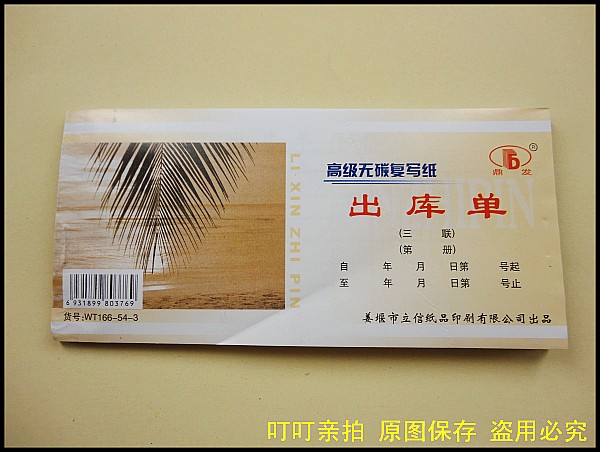 LI XIN ZHI PIN
高级无碳复写纸
®
鼎发
出库单
(三 联)
(第 册)
自 年 月 日第 号起
至 年 月 日第 号止
6 931899 803769
货号:WT166-54-3
姜堰市立信纸品印刷有限公司出品
叮叮亲拍 原图保存 盗用必究